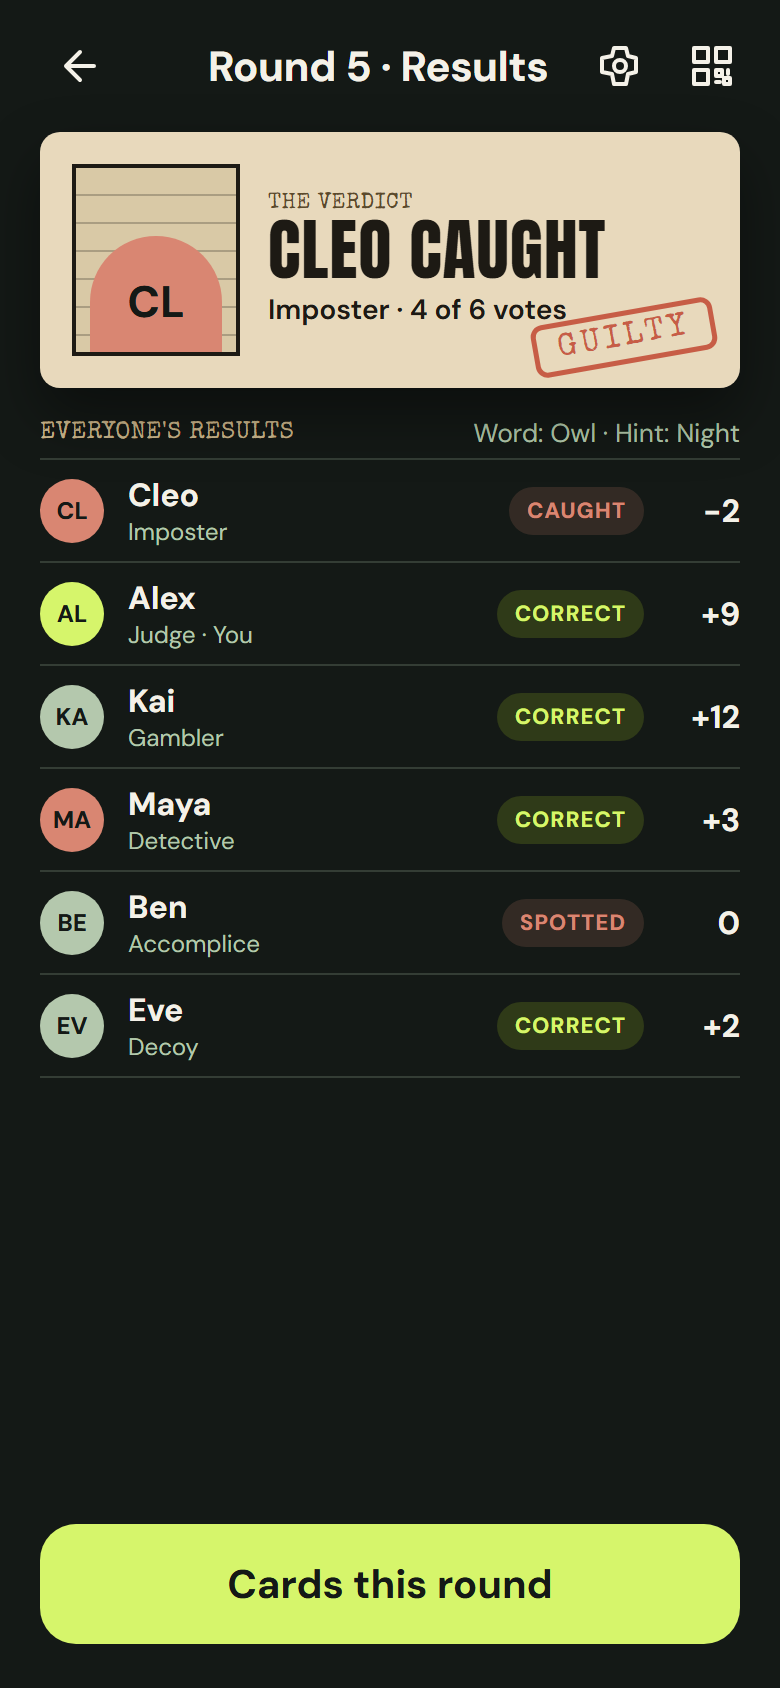 Round 5 · Results
THE VERDICT
CLEO CAUGHT
CL
Imposter · 4 of 6 votes
GUILTY
EVERYONE'S RESULTS Word: Owl · Hint: Night
CL Cleo CAUGHT −2
Imposter
AL Alex CORRECT +9
Judge · You
KA Kai CORRECT +12
Gambler
MA Maya CORRECT +3
Detective
BE Ben SPOTTED 0
Accomplice
EV Eve CORRECT +2
Decoy
Cards this round